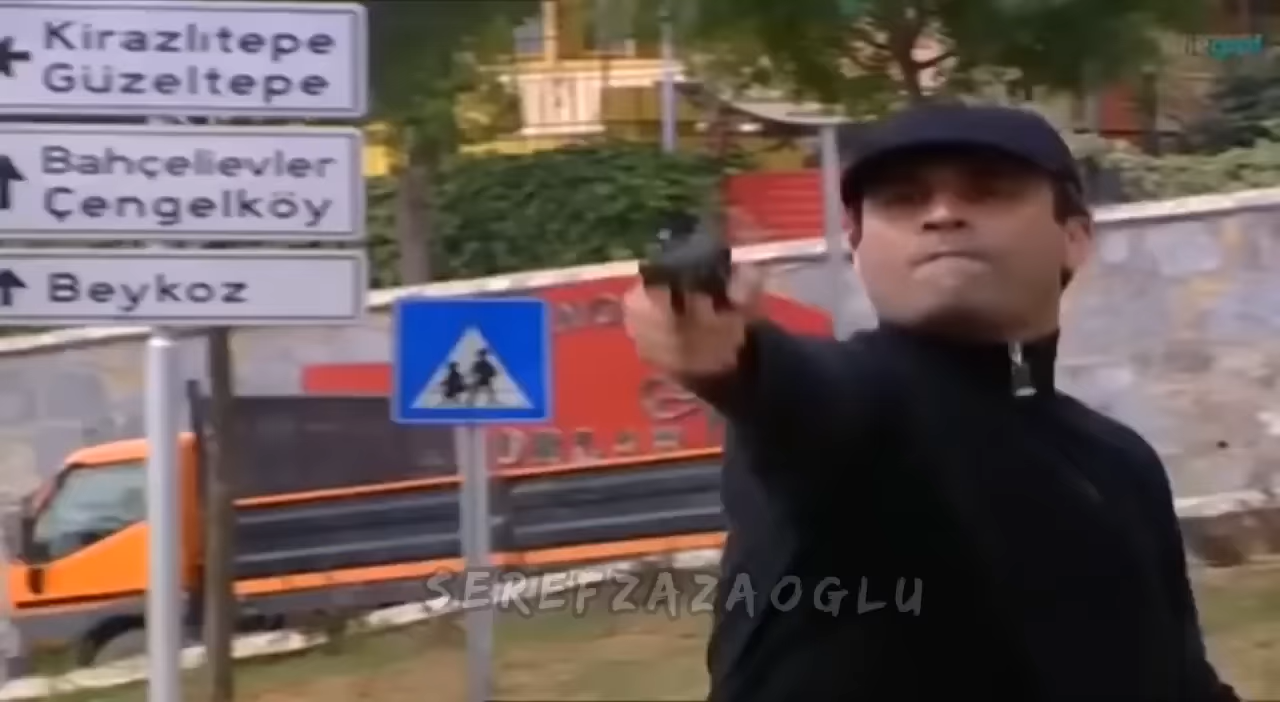 Kirazlıtepe
Güzeltepe
Bahçelievler
Çengelköy
Beykoz
SEREFZAZAOGLU